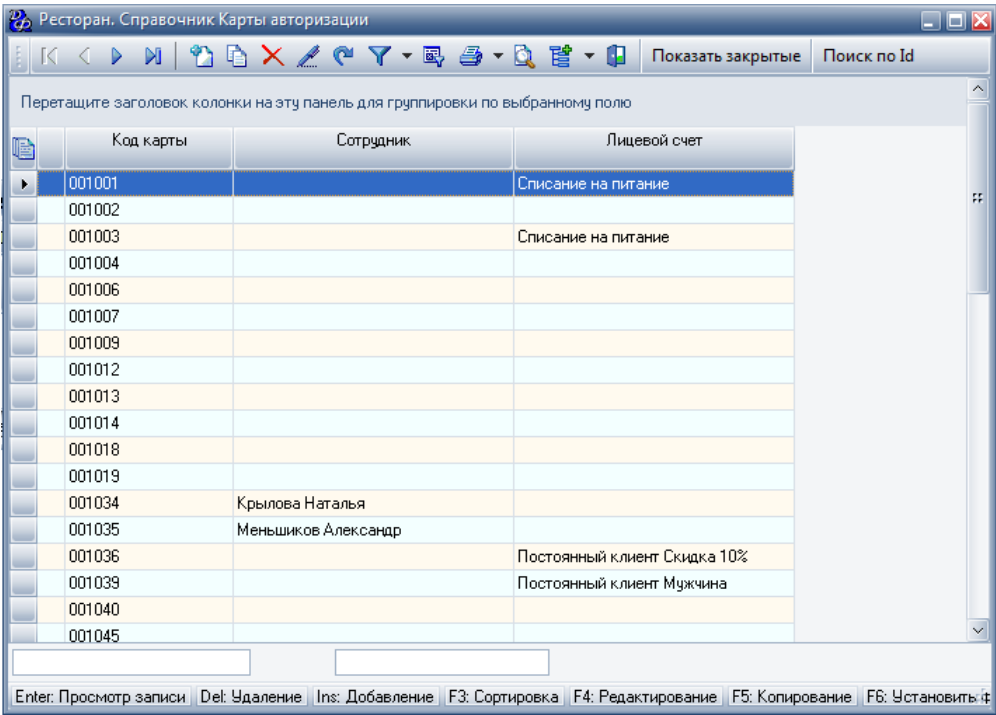 Ресторан. Справочник Карты авторизации
Показать закрытые Поиск по Id
Перетащите заголовок колонки на эту панель для группировки по выбранному полю
Код карты Сотрудник Лицевой счет
001001 Списание на питание
001002
001003 Списание на питание
001004
001006
001007
001009
001012
001013
001014
001018
001019
001034 Крылова Наталья
001035 Меньшиков Александр
001036 Постоянный клиент Скидка 10%
001039 Постоянный клиент Мужчина
001040
001045
Enter: Просмотр записи Del: Удаление Ins: Добавление F3: Сортировка F4: Редактирование F5: Копирование F6: Установить